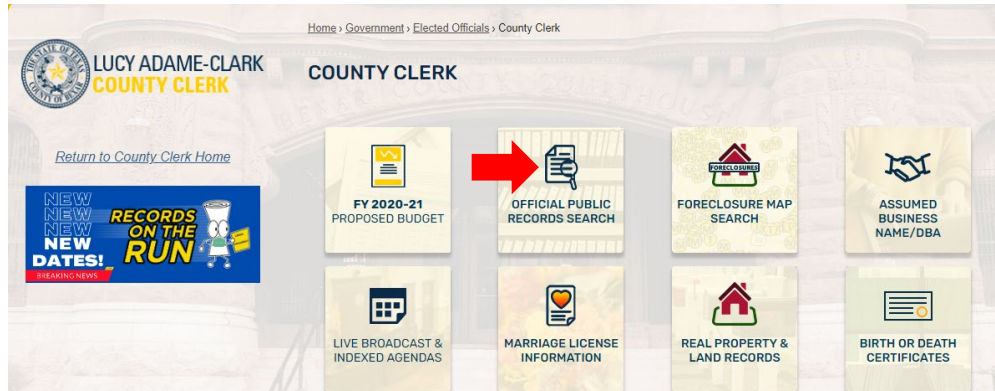 Home › Government › Elected Officials › County Clerk
LUCY ADAME-CLARK
COUNTY CLERK
COUNTY CLERK
Return to County Clerk Home
NEW
NEW
NEW
NEW
DATES!
BREAKING NEWS
RECORDS
ON THE
RUN
FY 2020-21
PROPOSED BUDGET
OFFICIAL PUBLIC
RECORDS SEARCH
FORECLOSURES
FORECLOSURE MAP
SEARCH
ASSUMED
BUSINESS
NAME/DBA
LIVE BROADCAST &
INDEXED AGENDAS
MARRIAGE LICENSE
INFORMATION
REAL PROPERTY &
LAND RECORDS
BIRTH OR DEATH
CERTIFICATES